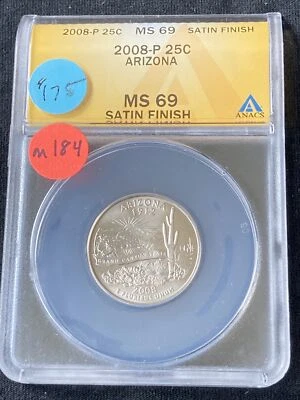 2008-P 25C MS 69 SATIN FINISH
2008-P 25C
ARIZONA
MS 69
SATIN FINISH
ANACS
475
m184
ARIZONA
1912
GRAND CANYON STATE
2008
E PLURIBUS UNUM